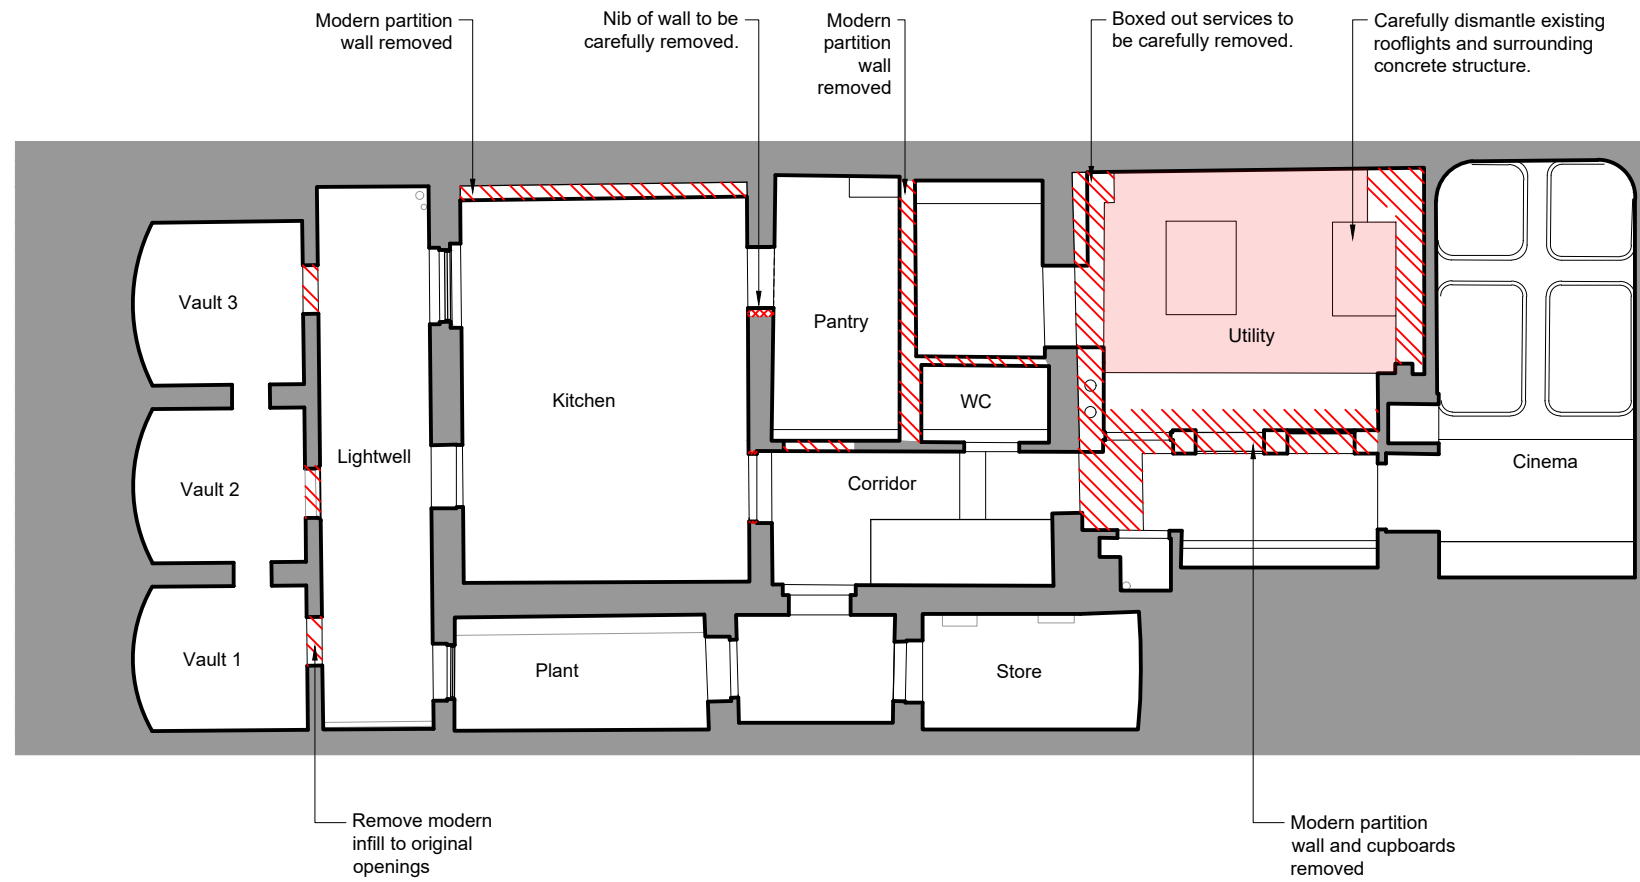 Modern partition
wall removed
Nib of wall to be
carefully removed.
Modern
partition
wall
removed
Boxed out services to
be carefully removed.
Carefully dismantle existing
rooflights and surrounding
concrete structure.
Vault 3
Pantry
Utility
Kitchen
WC
Lightwell
Vault 2
Corridor
Cinema
Vault 1
Plant
Store
Remove modern
infill to original
openings
Modern partition
wall and cupboards
removed